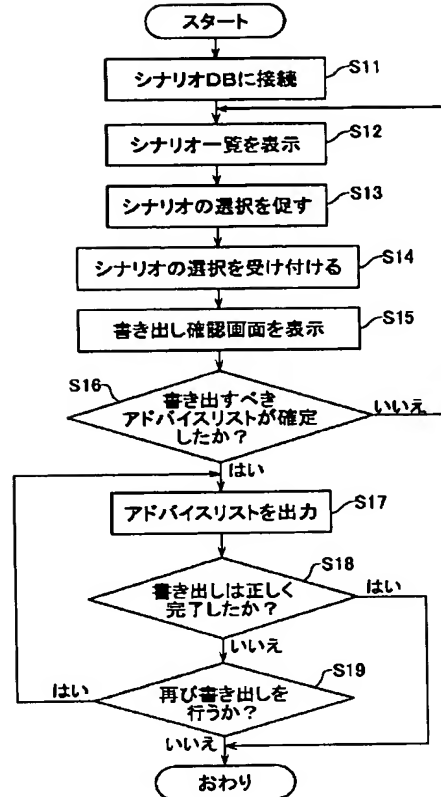 スタート
シナリオDBに接続
S11
シナリオ一覧を表示
S12
シナリオの選択を促す
S13
シナリオの選択を受け付ける
S14
書き出し確認画面を表示
S15
S16
書き出すべき
アドバイスリストが確定
したか？
いいえ
はい
アドバイスリストを出力
S17
S18
書き出しは正しく
完了したか？
はい
いいえ
S19
再び書き出しを
行うか？
はい
いいえ
おわり